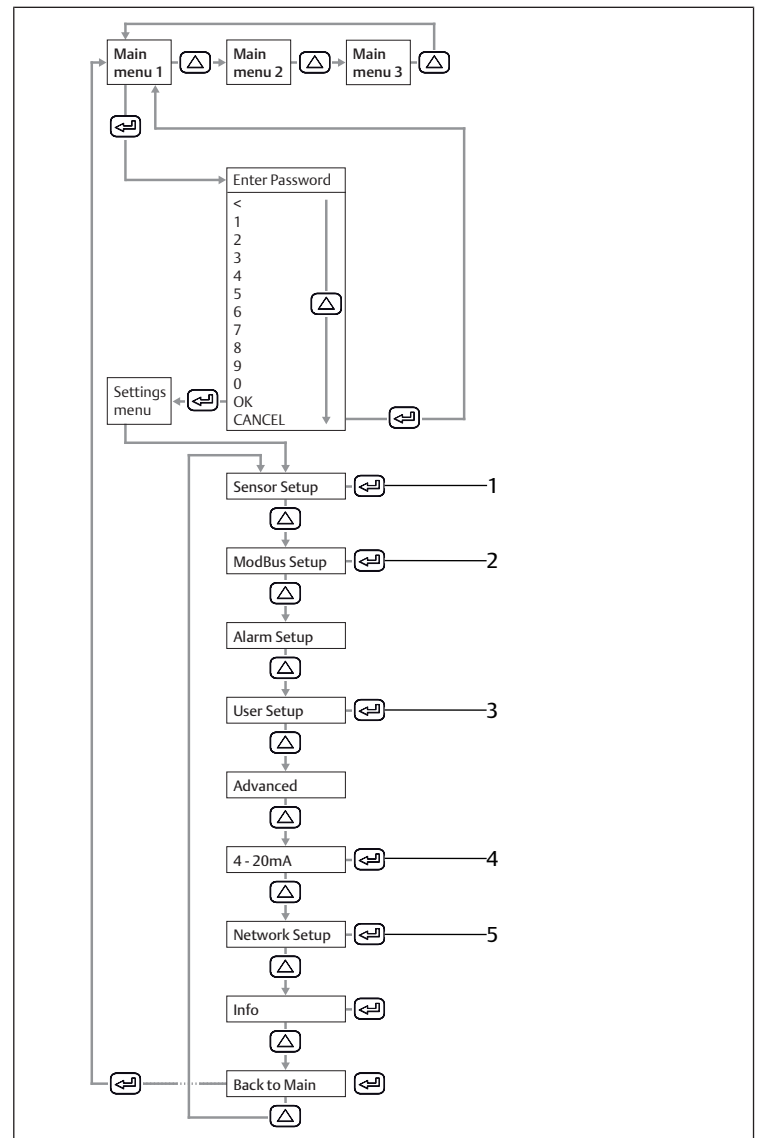 Main
menu 1
Main
menu 2
Main
menu 3
Enter Password
<
1
2
3
4
5
6
7
8
9
0
OK
CANCEL
Settings
menu
Sensor Setup
1
ModBus Setup
2
Alarm Setup
User Setup
3
Advanced
4 - 20mA
4
Network Setup
5
Info
Back to Main